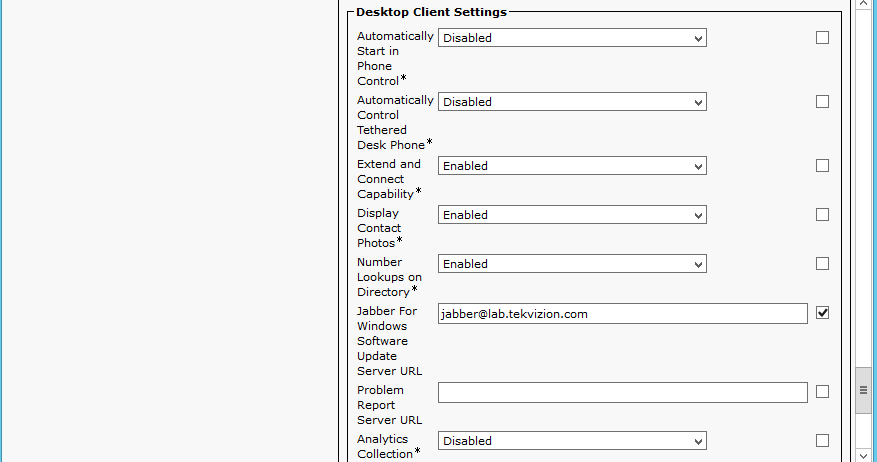 Desktop Client Settings
Automatically
Start in
Phone
Control*
Disabled
Automatically
Control
Tethered
Desk Phone*
Disabled
Extend and
Connect
Capability*
Enabled
Display
Contact
Photos*
Enabled
Number
Lookups on
Directory*
Enabled
Jabber For
Windows
Software
Update
Server URL
jabber@lab.tekvizion.com
Problem
Report
Server URL
Analytics
Collection*
Disabled